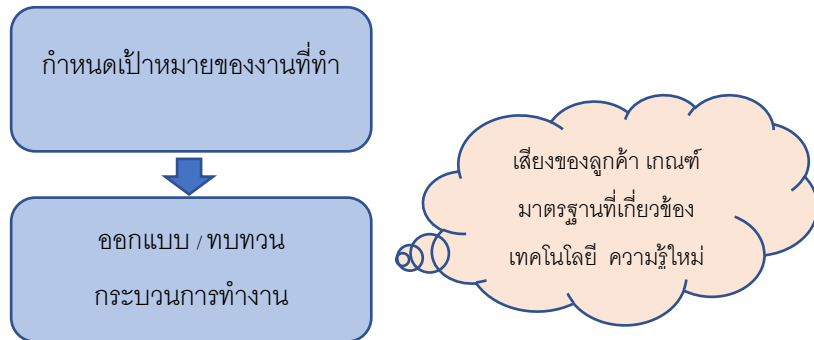 กำหนดเป้าหมายของงานที่ทำ
ออกแบบ / ทบทวน
กระบวนการทำงาน
เสียงของลูกค้า เกณฑ์
มาตรฐานที่เกี่ยวข้อง
เทคโนโลยี ความรู้ใหม่